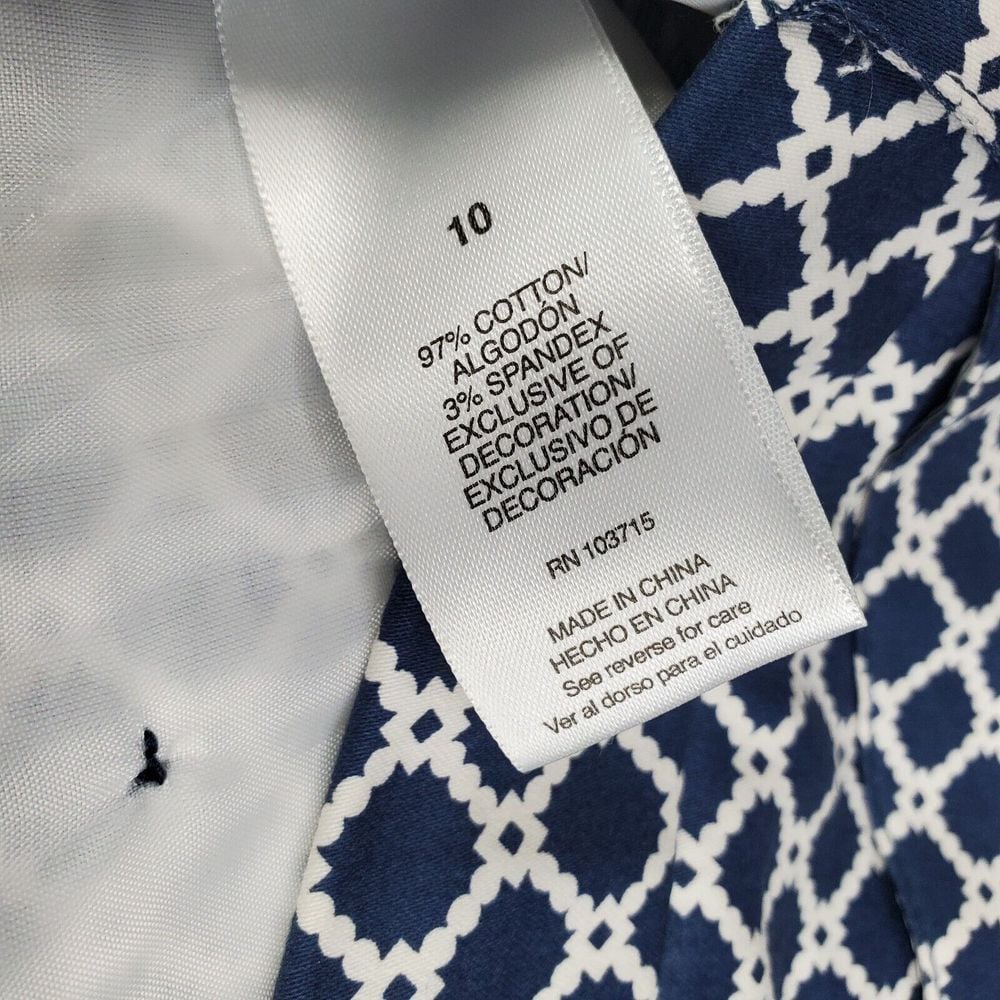 10
97% COTTON/
ALGODÓN
3% SPANDEX
EXCLUSIVE OF
DECORATION/
EXCLUSIVO DE
DECORACIÓN
RN 103715
MADE IN CHINA
HECHO EN CHINA
See reverse for care
Ver al dorso para el cuidado